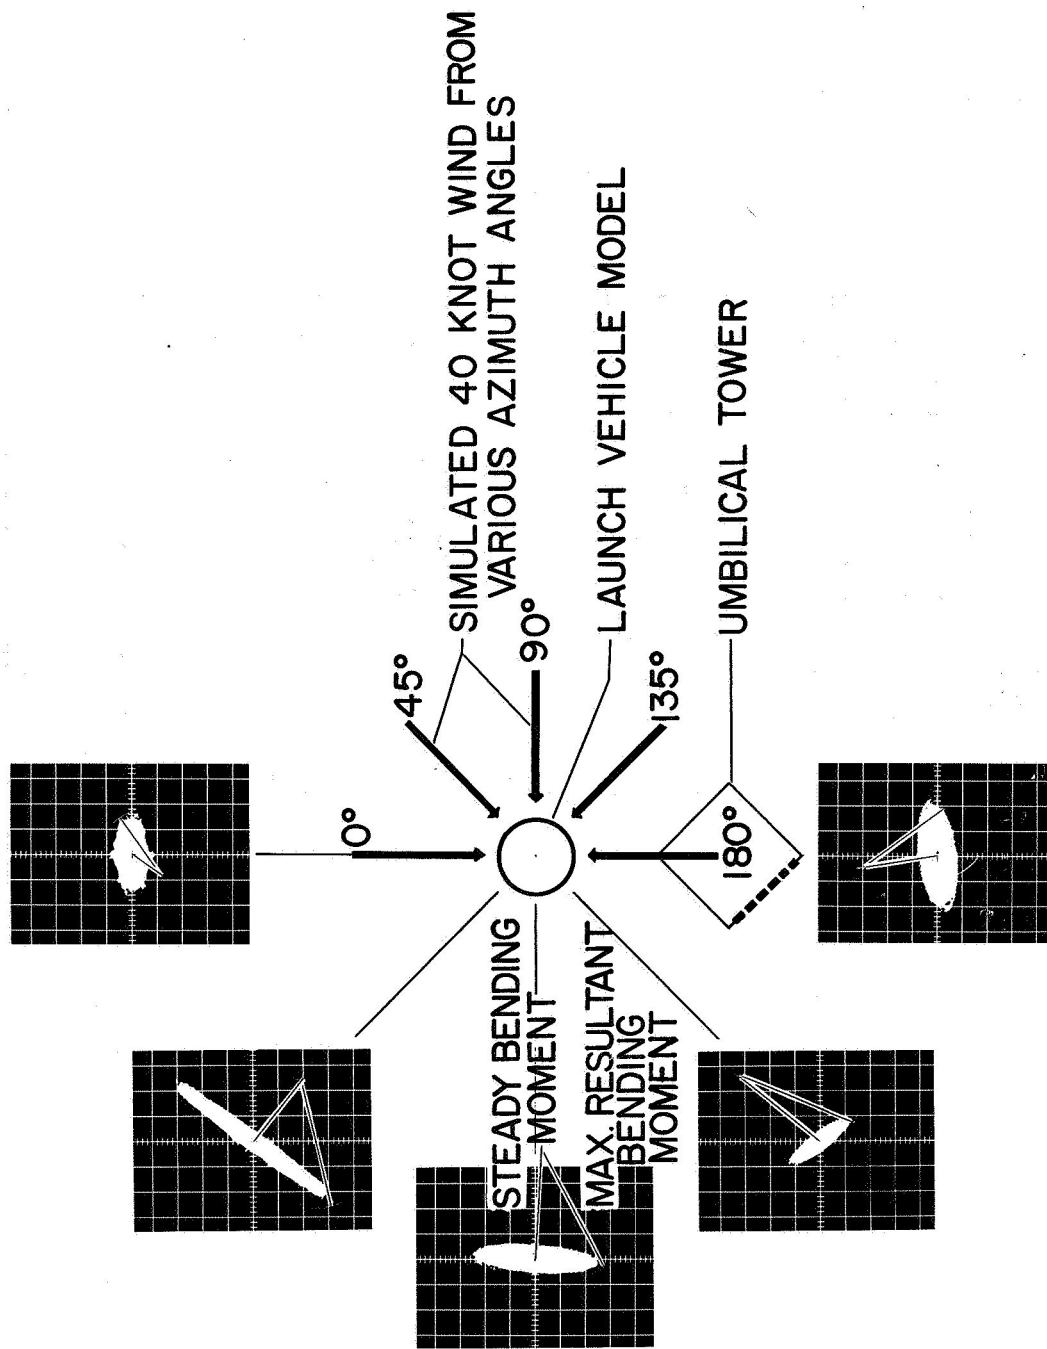 0°
45°
SIMULATED 40 KNOT WIND FROM
VARIOUS AZIMUTH ANGLES
90°
LAUNCH VEHICLE MODEL
135°
UMBILICAL TOWER
180°
STEADY BENDING
MOMENT
MAX. RESULTANT
BENDING
MOMENT